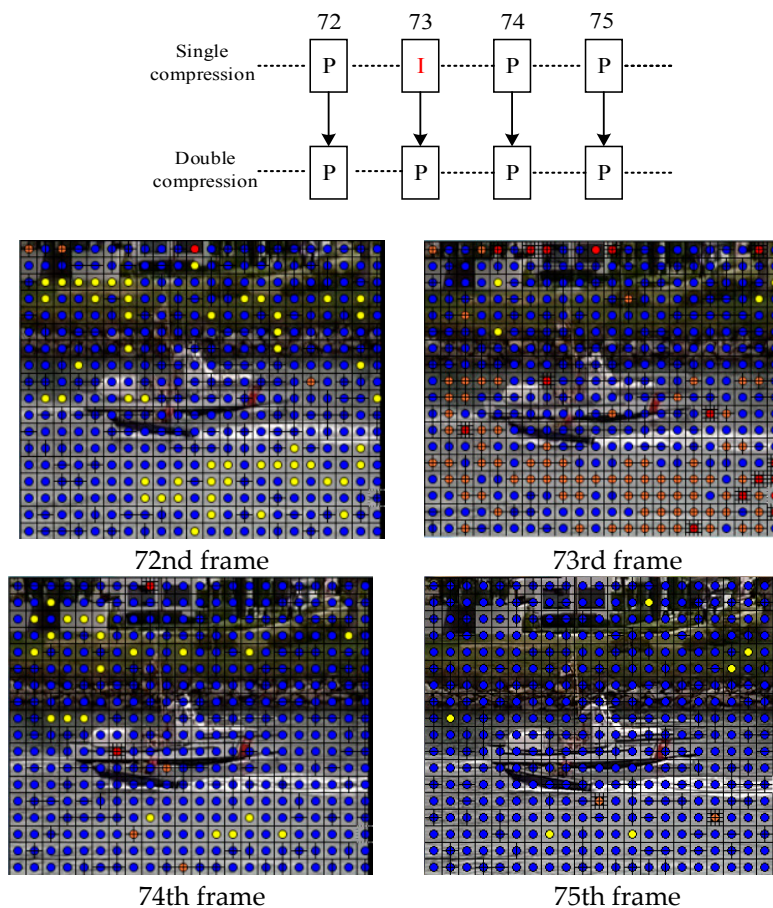 72 73 74 75
Single compression
P I P P
Double compression
P P P P
72nd frame 73rd frame
74th frame 75th frame